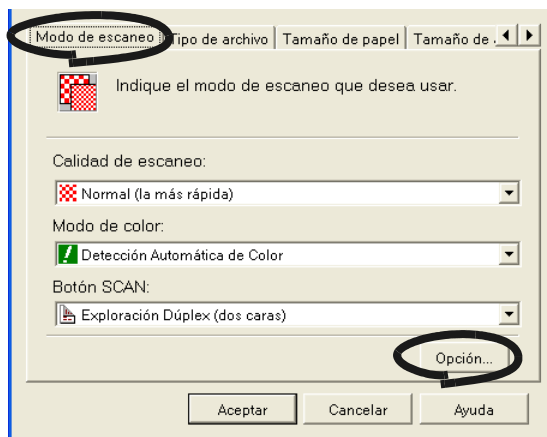 Modo de escaneo Tipo de archivo Tamaño de papel Tamaño de
Indique el modo de escaneo que desea usar.
Calidad de escaneo:
Normal (la más rápida)
Modo de color:
Detección Automática de Color
Botón SCAN:
Exploración Dúplex (dos caras)
Opción...
Aceptar Cancelar Ayuda